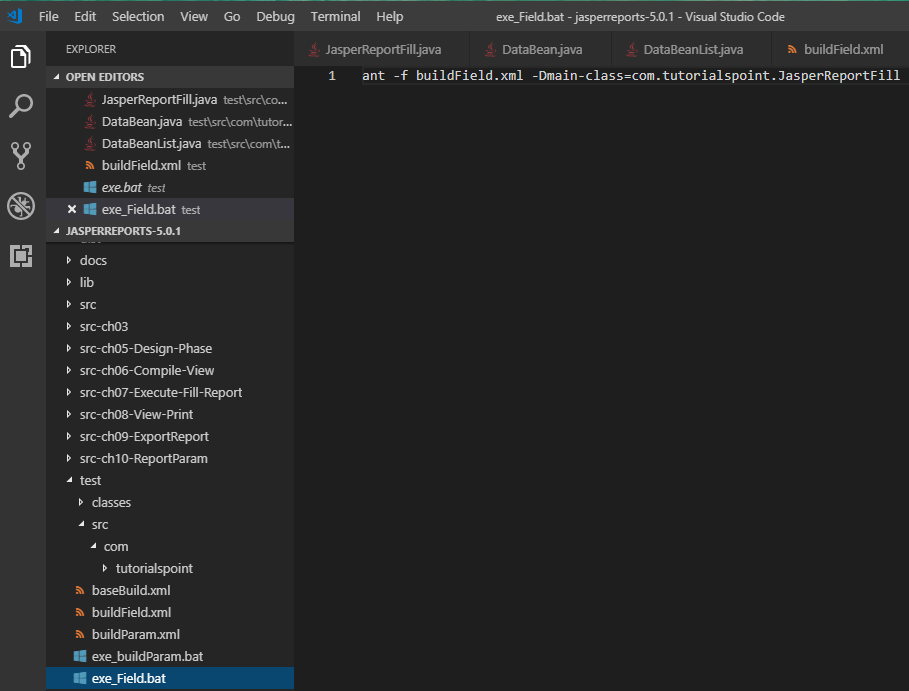 File Edit Selection View Go Debug Terminal Help exe_Field.bat - jasperreports-5.0.1 - Visual Studio Code
EXPLORER
JasperReportFill.java DataBean.java DataBeanList.java buildField.xml
OPEN EDITORS
1 ant -f buildField.xml -Dmain-class=com.tutorialspoint.JasperReportFill
JasperReportFill.java test\src\co...
DataBean.java test\src\com\tutor...
DataBeanList.java test\src\com\t...
buildField.xml test
exe.bat test
exe_Field.bat test
JASPERREPORTS-5.0.1
docs
lib
src
src-ch03
src-ch05-Design-Phase
src-ch06-Compile-View
src-ch07-Execute-Fill-Report
src-ch08-View-Print
src-ch09-ExportReport
src-ch10-ReportParam
test
classes
src
com
tutorialspoint
baseBuild.xml
buildField.xml
buildParam.xml
exe_buildParam.bat
exe_Field.bat